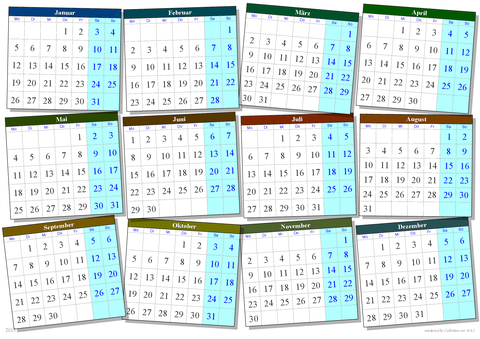 Januar
Mo Di Mi Do Fr Sa So
1 2 3 4
5 6 7 8 9 10 11
12 13 14 15 16 17 18
19 20 21 22 23 24 25
26 27 28 29 30 31
Februar
Mo Di Mi Do Fr Sa So
1
2 3 4 5 6 7 8
9 10 11 12 13 14 15
16 17 18 19 20 21 22
23 24 25 26 27 28
März
Mo Di Mi Do Fr Sa So
1
2 3 4 5 6 7 8
9 10 11 12 13 14 15
16 17 18 19 20 21 22
23 24 25 26 27 28 29
30 31
April
Mo Di Mi Do Fr Sa So
1 2 3 4 5
6 7 8 9 10 11 12
13 14 15 16 17 18 19
20 21 22 23 24 25 26
27 28 29 30
Mai
Mo Di Mi Do Fr Sa So
1 2 3
4 5 6 7 8 9 10
11 12 13 14 15 16 17
18 19 20 21 22 23 24
25 26 27 28 29 30 31
Juni
Mo Di Mi Do Fr Sa So
1 2 3 4 5 6 7
8 9 10 11 12 13 14
15 16 17 18 19 20 21
22 23 24 25 26 27 28
29 30
Juli
Mo Di Mi Do Fr Sa So
1 2 3 4 5
6 7 8 9 10 11 12
13 14 15 16 17 18 19
20 21 22 23 24 25 26
27 28 29 30 31
August
Mo Di Mi Do Fr Sa So
1 2
3 4 5 6 7 8 9
10 11 12 13 14 15 16
17 18 19 20 21 22 23
24 25 26 27 28 29 30
31
September
Mo Di Mi Do Fr Sa So
1 2 3 4 5 6
7 8 9 10 11 12 13
14 15 16 17 18 19 20
21 22 23 24 25 26 27
28 29 30
Oktober
Mo Di Mi Do Fr Sa So
1 2 3 4
5 6 7 8 9 10 11
12 13 14 15 16 17 18
19 20 21 22 23 24 25
26 27 28 29 30 31
November
Mo Di Mi Do Fr Sa So
1
2 3 4 5 6 7 8
9 10 11 12 13 14 15
16 17 18 19 20 21 22
23 24 25 26 27 28 29
30
Dezember
Mo Di Mi Do Fr Sa So
1 2 3 4 5 6
7 8 9 10 11 12 13
14 15 16 17 18 19 20
21 22 23 24 25 26 27
28 29 30 31